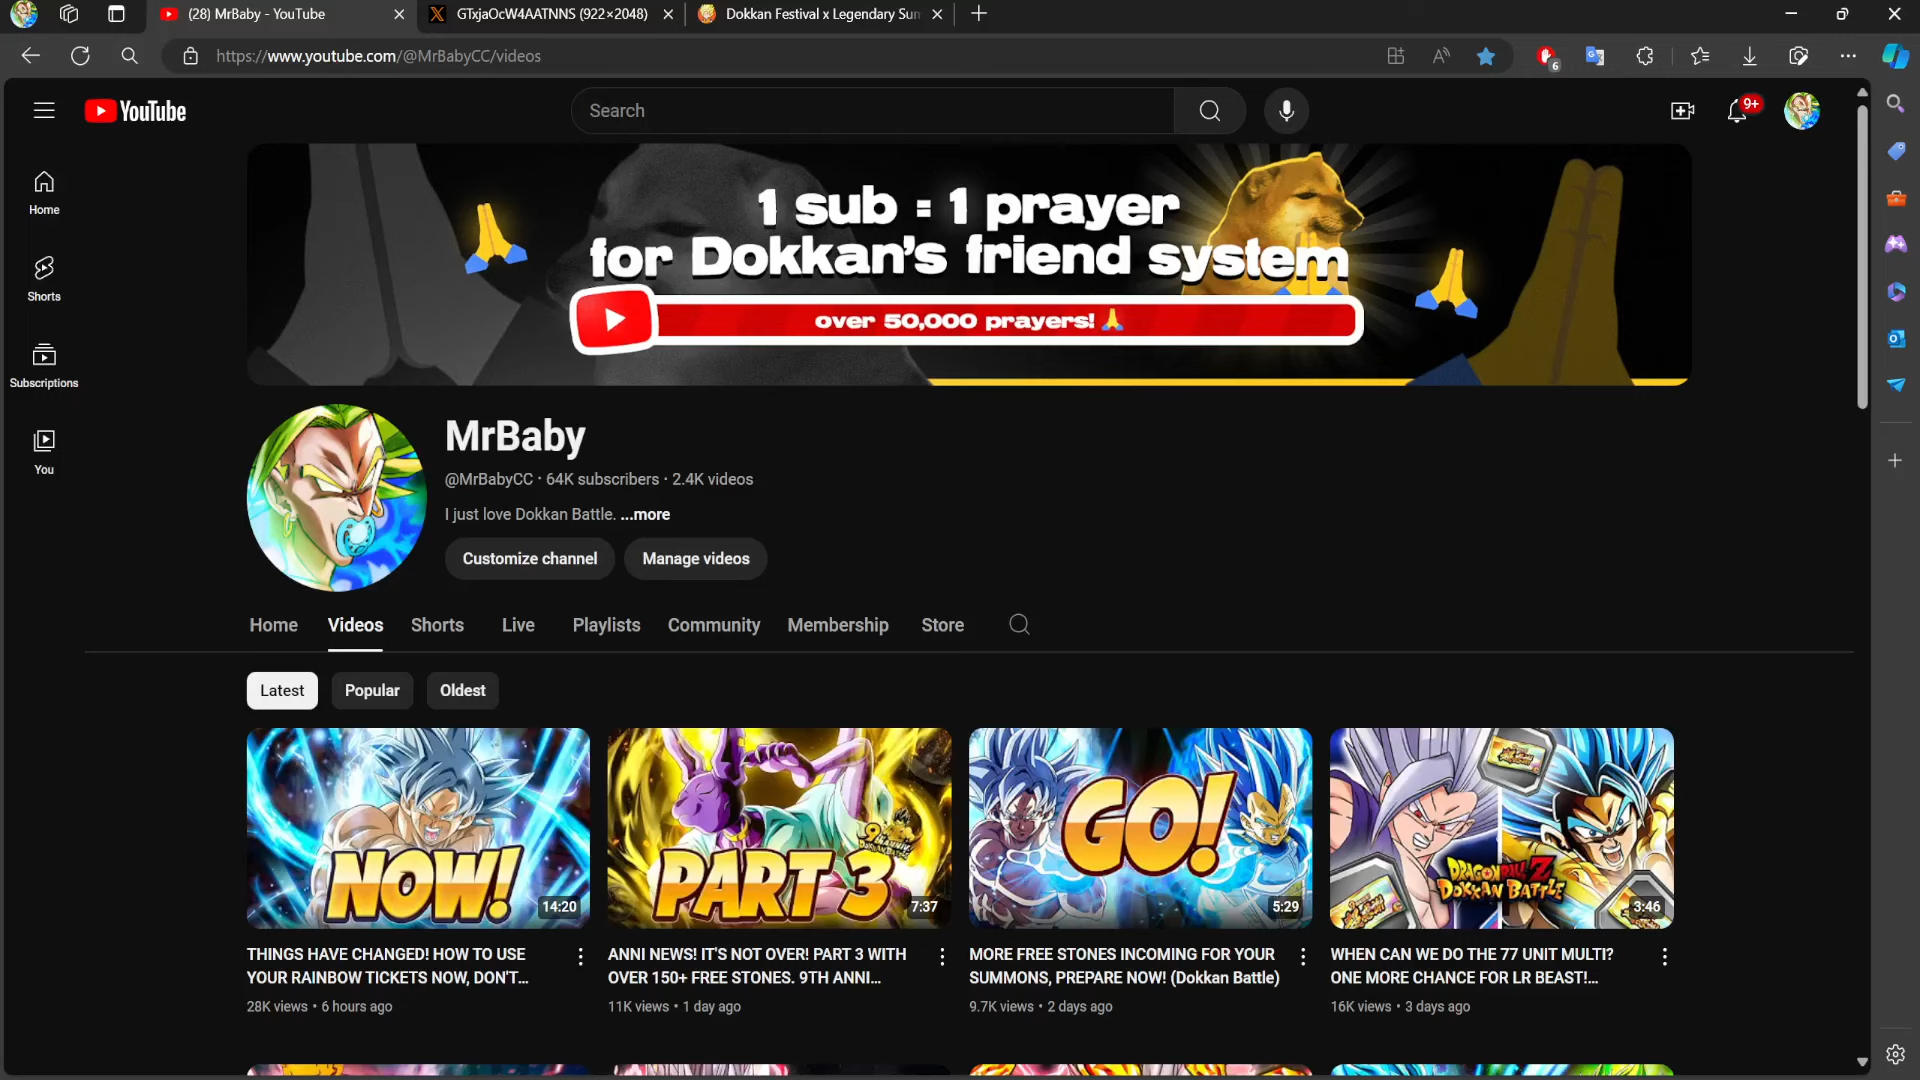 (28) MrBaby - YouTube
GTxjaOcW4AATNNS (922×2048)
Dokkan Festival x Legendary Sun
https://www.youtube.com/@MrBabyCC/videos
6
YouTube
Search
9+
Home
Shorts
Subscriptions
You
1 sub = 1 prayer
for Dokkan's friend system
over 50,000 prayers! 🙏
MrBaby
@MrBabyCC · 64K subscribers · 2.4K videos
I just love Dokkan Battle. ...more
Customize channel
Manage videos
Home Videos Shorts Live Playlists Community Membership Store
Latest Popular Oldest
NOW!
14:20
THINGS HAVE CHANGED! HOW TO USE
YOUR RAINBOW TICKETS NOW, DON'T...
28K views • 6 hours ago
PART 3
7:37
ANNI NEWS! IT'S NOT OVER! PART 3 WITH
OVER 150+ FREE STONES. 9TH ANNI...
11K views • 1 day ago
GO!
5:29
MORE FREE STONES INCOMING FOR YOUR
SUMMONS, PREPARE NOW! (Dokkan Battle)
9.7K views • 2 days ago
DRAGONBALL Z
DOKKAN BATTLE
3:46
WHEN CAN WE DO THE 77 UNIT MULTI?
ONE MORE CHANCE FOR LR BEAST!...
16K views • 3 days ago